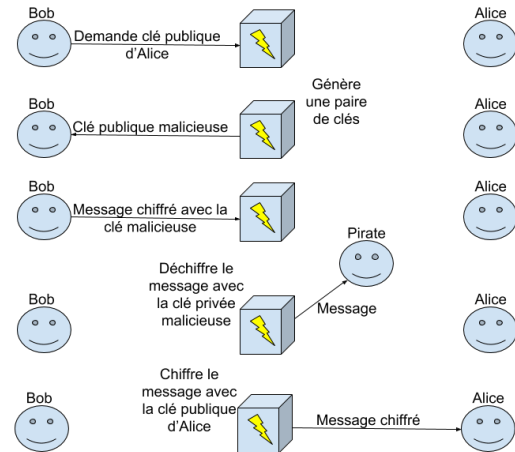 Bob
Alice
Demande clé publique
d'Alice
Génère
une paire
de clés
Bob
Alice
Clé publique malicieuse
Bob
Alice
Message chiffré avec la
clé malicieuse
Pirate
Déchiffre le
message avec
la clé privée
malicieuse
Message
Bob
Alice
Chiffre le
message avec
la clé publique
d'Alice
Bob
Alice
Message chiffré